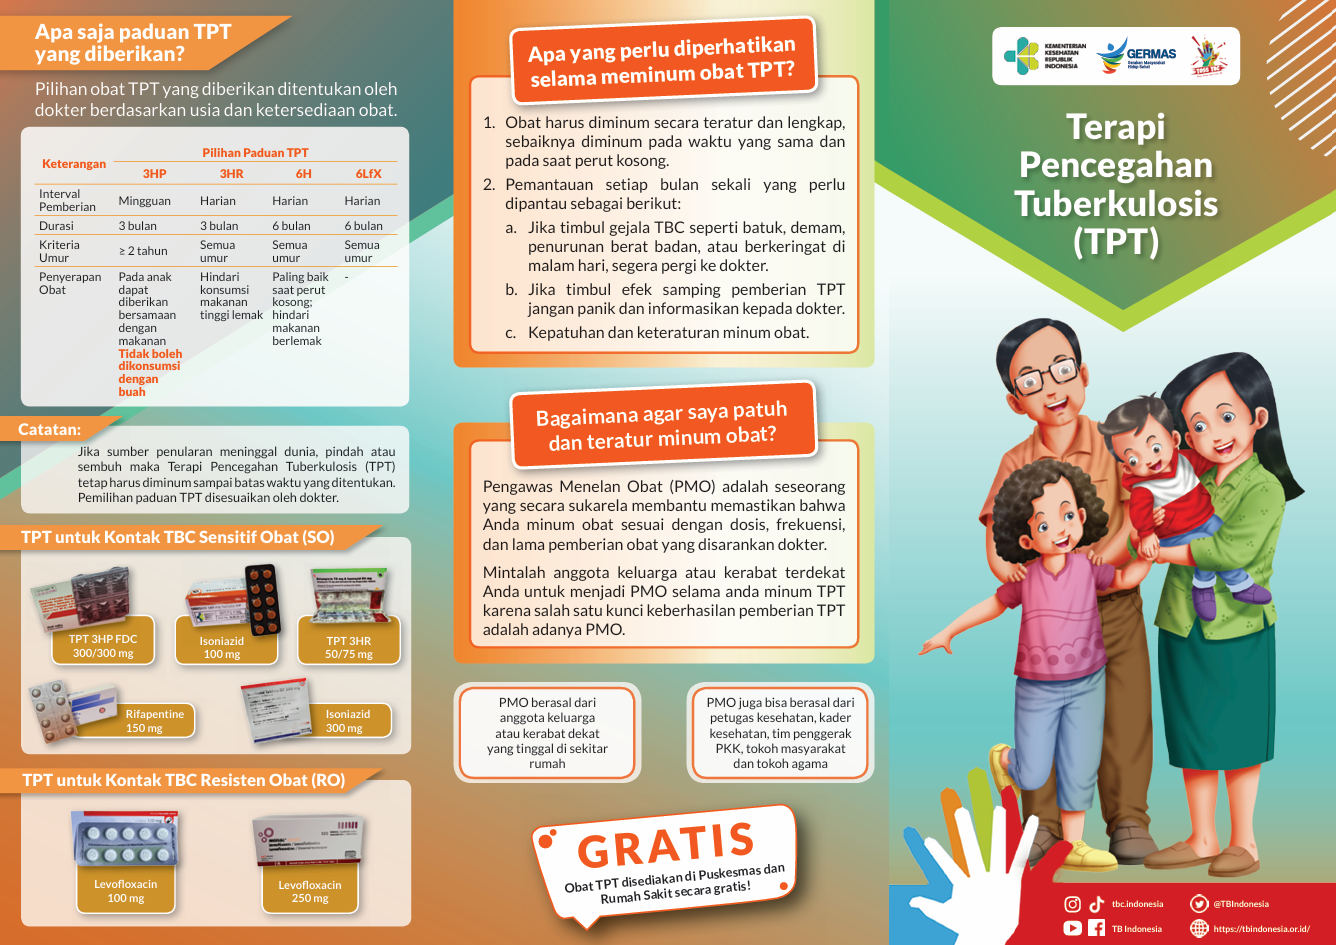 Apa saja paduan TPT
yang diberikan?
Pilihan obat TPT yang diberikan ditentukan oleh
dokter berdasarkan usia dan ketersediaan obat.
Keterangan
Pilihan Paduan TPT
3HP 3HR 6H 6LfX
Interval Pemberian Mingguan Harian Harian Harian
Durasi 3 bulan 3 bulan 6 bulan 6 bulan
Kriteria Umur ≥ 2 tahun Semua umur Semua umur Semua umur
Penyerapan Obat
Pada anak
dapat
diberikan
bersamaan
dengan
makanan
Tidak boleh
dikonsumsi
dengan
buah
Hindari
konsumsi
makanan
tinggi lemak
Paling baik
saat perut
kosong;
hindari
makanan
berlemak
-
Catatan:
Jika sumber penularan meninggal dunia, pindah atau
sembuh maka Terapi Pencegahan Tuberkulosis (TPT)
tetap harus diminum sampai batas waktu yang ditentukan.
Pemilihan paduan TPT disesuaikan oleh dokter.
TPT untuk Kontak TBC Sensitif Obat (SO)
TPT 3HP FDC
300/300 mg
Isoniazid
100 mg
TPT 3HR
50/75 mg
Rifapentine
150 mg
Isoniazid
300 mg
TPT untuk Kontak TBC Resisten Obat (RO)
Levofloxacin
100 mg
Levofloxacin
250 mg
Apa yang perlu diperhatikan
selama meminum obat TPT?
1. Obat harus diminum secara teratur dan lengkap,
sebaiknya diminum pada waktu yang sama dan
pada saat perut kosong.
2. Pemantauan setiap bulan sekali yang perlu
dipantau sebagai berikut:
a. Jika timbul gejala TBC seperti batuk, demam,
penurunan berat badan, atau berkeringat di
malam hari, segera pergi ke dokter.
b. Jika timbul efek samping pemberian TPT
jangan panik dan informasikan kepada dokter.
c. Kepatuhan dan keteraturan minum obat.
Bagaimana agar saya patuh
dan teratur minum obat?
Pengawas Menelan Obat (PMO) adalah seseorang
yang secara sukarela membantu memastikan bahwa
Anda minum obat sesuai dengan dosis, frekuensi,
dan lama pemberian obat yang disarankan dokter.
Mintalah anggota keluarga atau kerabat terdekat
Anda untuk menjadi PMO selama anda minum TPT
karena salah satu kunci keberhasilan pemberian TPT
adalah adanya PMO.
PMO berasal dari
anggota keluarga
atau kerabat dekat
yang tinggal di sekitar
rumah
PMO juga bisa berasal dari
petugas kesehatan, kader
kesehatan, tim penggerak
PKK, tokoh masyarakat
dan tokoh agama
GRATIS
Obat TPT disediakan di Puskesmas dan
Rumah Sakit secara gratis!
KEMENTERIAN
KESEHATAN
REPUBLIK
INDONESIA
GERMAS
Gerakan Masyarakat
Hidup Sehat
Terapi
Pencegahan
Tuberkulosis
(TPT)
tbc.indonesia
@TBIndonesia
TB Indonesia
https://tbindonesia.or.id/